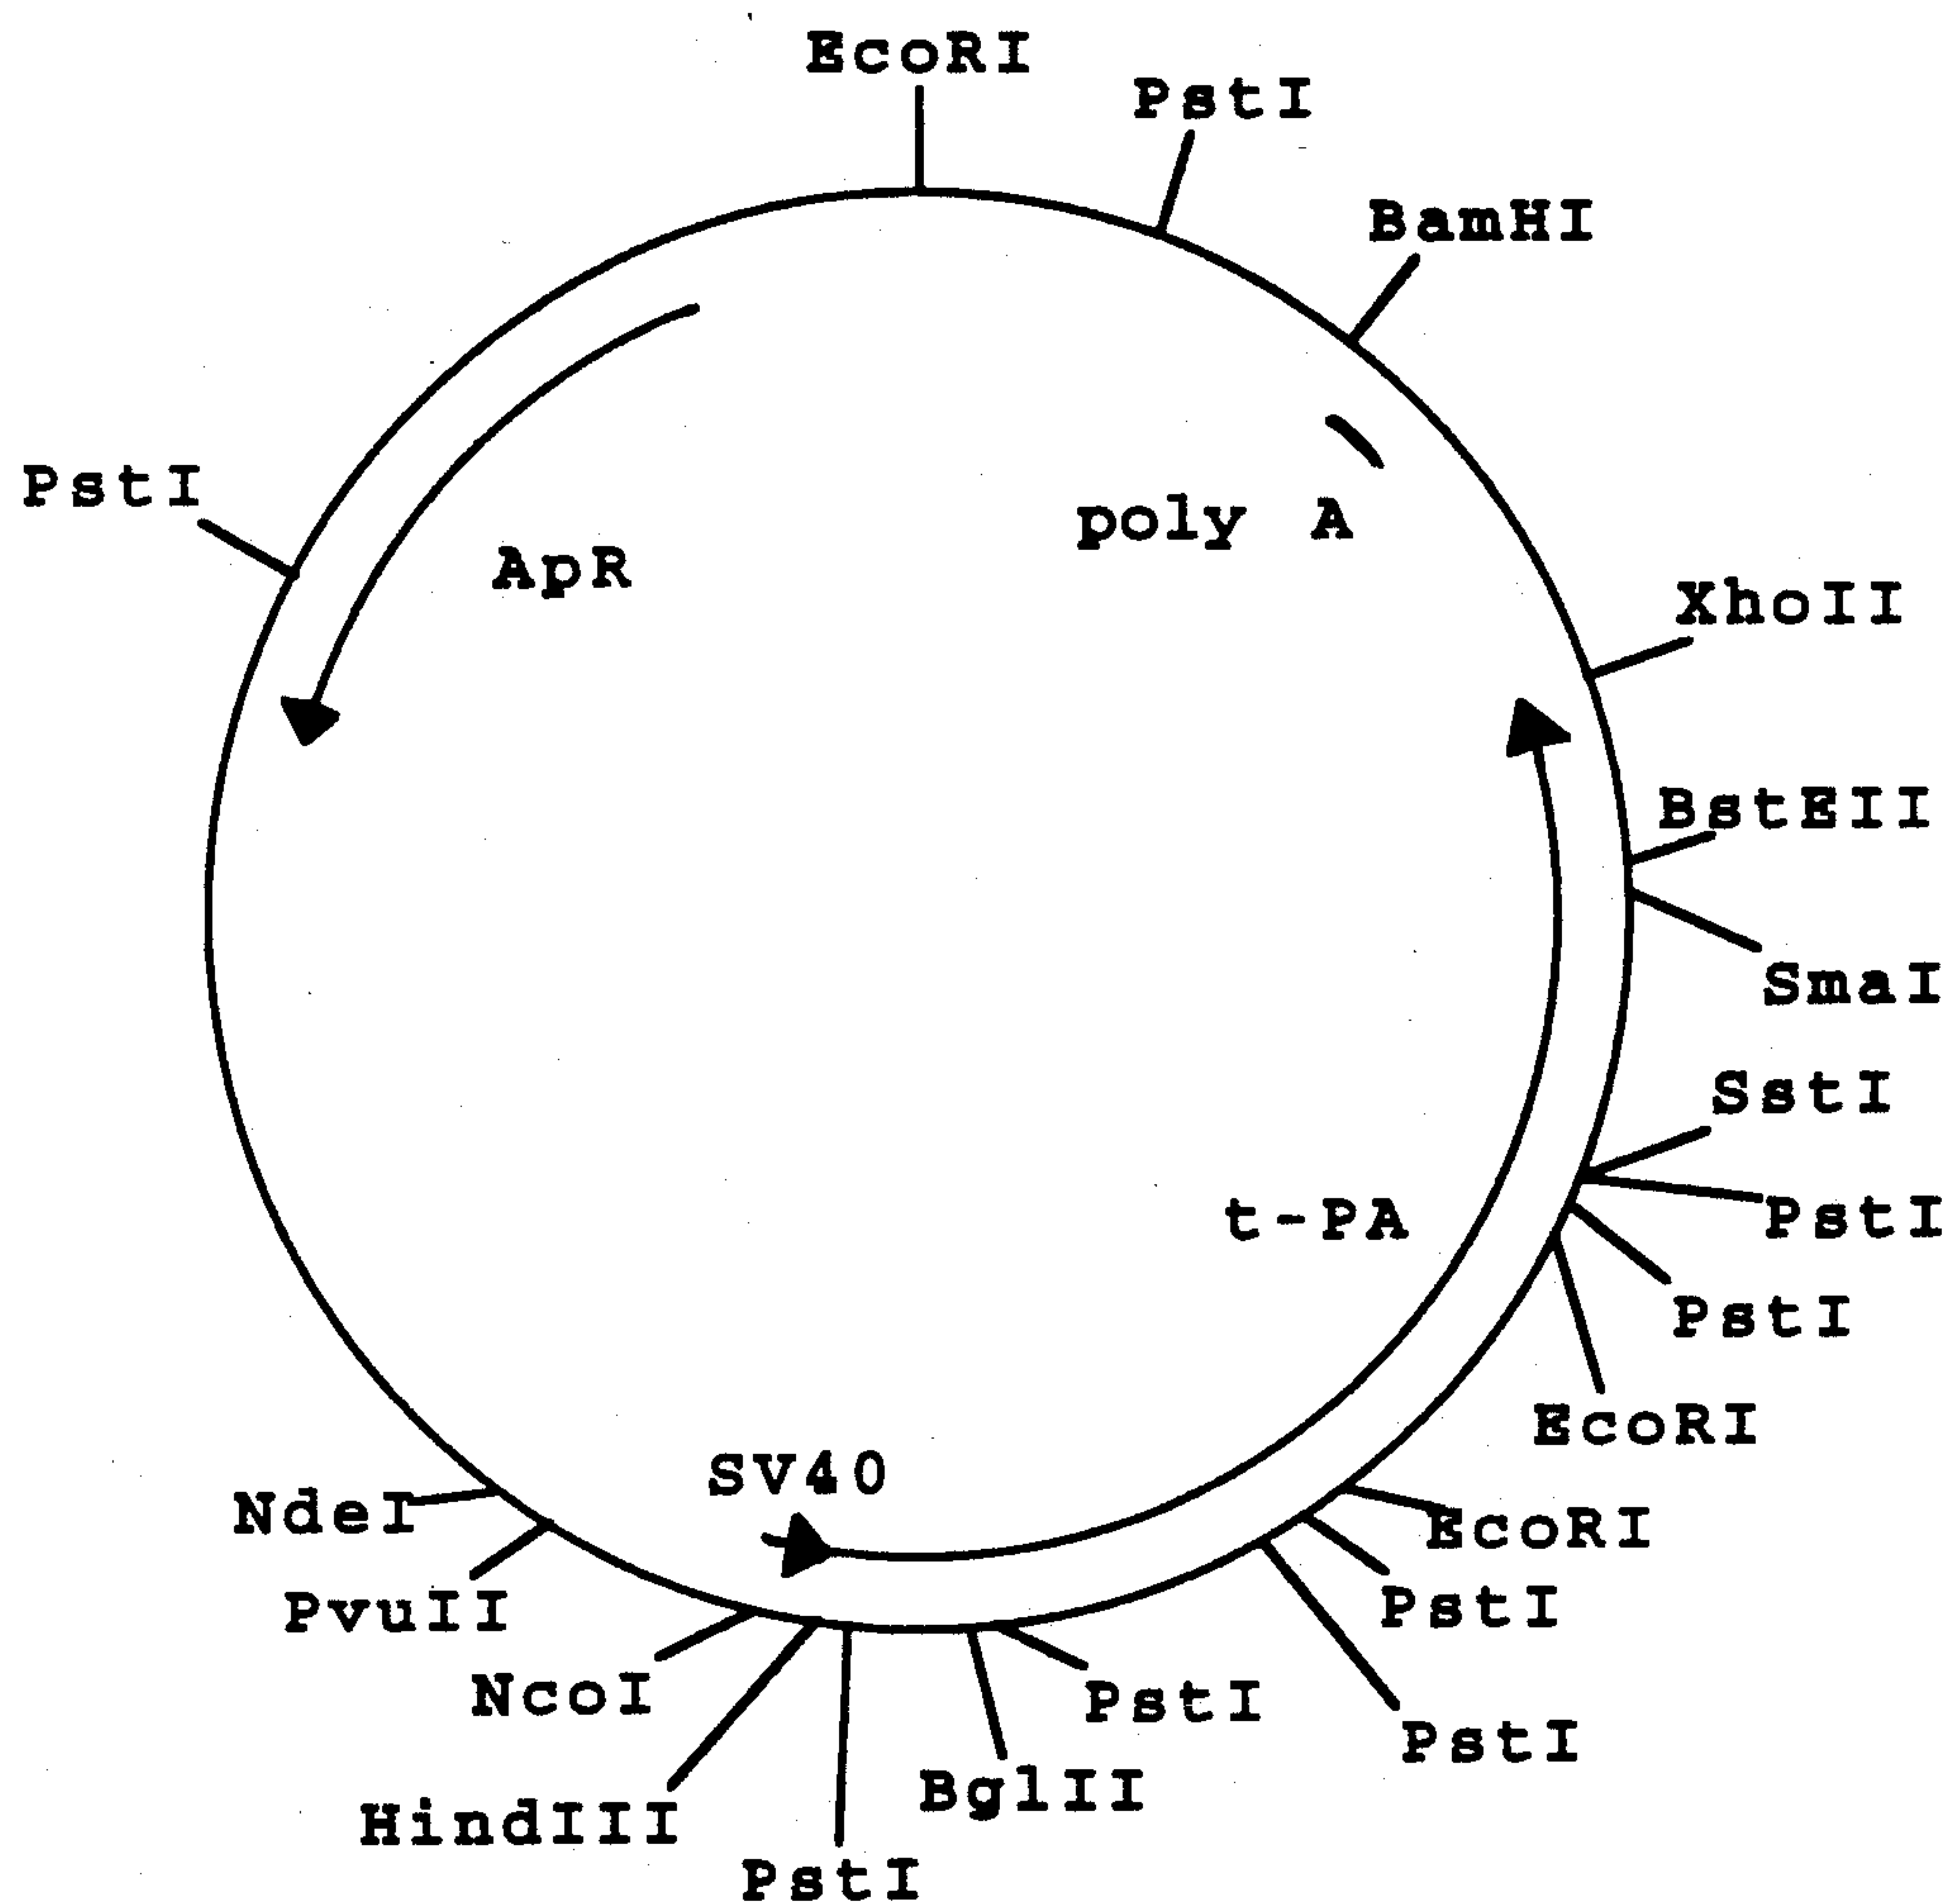 EcoRI
PstI
BamHI
PstI
ApR
poly A
XhoII
BstEII
SmaI
SstI
PstI
t-PA
PstI
EcoRI
SV40
NdeI
EcoRI
PvuII
PstI
NcoI
PstI
PstI
BglII
HindIII
PstI